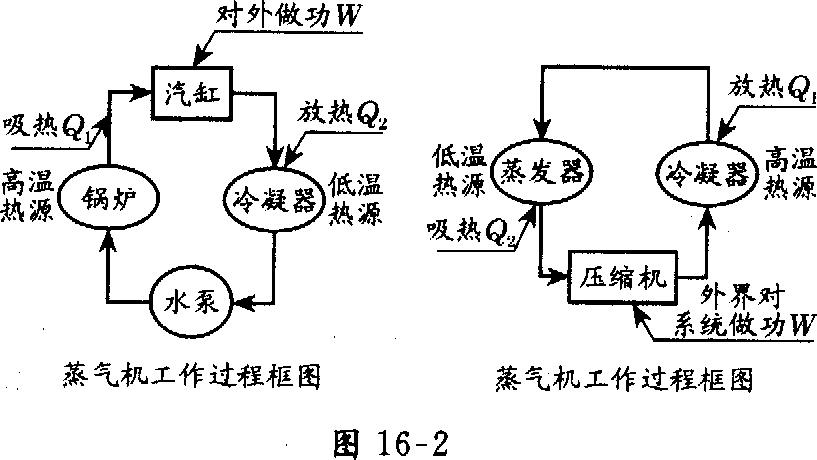 对外做功W
汽缸
吸热Q1
放热Q2
高温
热源
锅炉
冷凝器
低温
热源
水泵
蒸气机工作过程框图
放热Q1
低温
热源
蒸发器
冷凝器
高温
热源
吸热Q2
压缩机
外界对
系统做功W
蒸气机工作过程框图
图 16-2